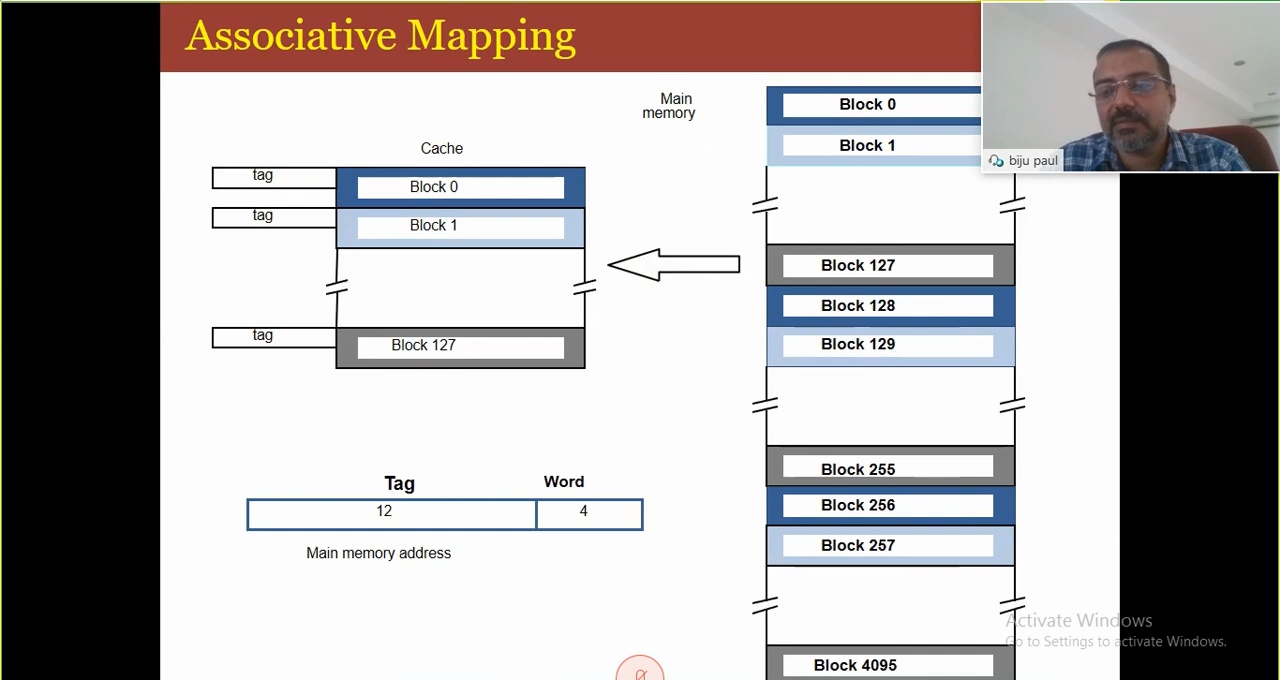 Associative Mapping
Main
memory
Cache
tag
Block 0
tag
Block 1
tag
Block 127
Tag
Word
12
4
Main memory address
Block 0
Block 1
Block 127
Block 128
Block 129
Block 255
Block 256
Block 257
Block 4095
biju paul
Activate Windows
Go to Settings to activate Windows.